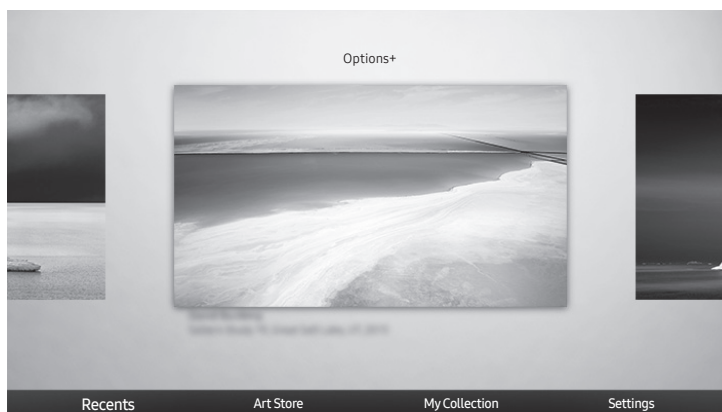 Options+
Recents
Art Store
My Collection
Settings